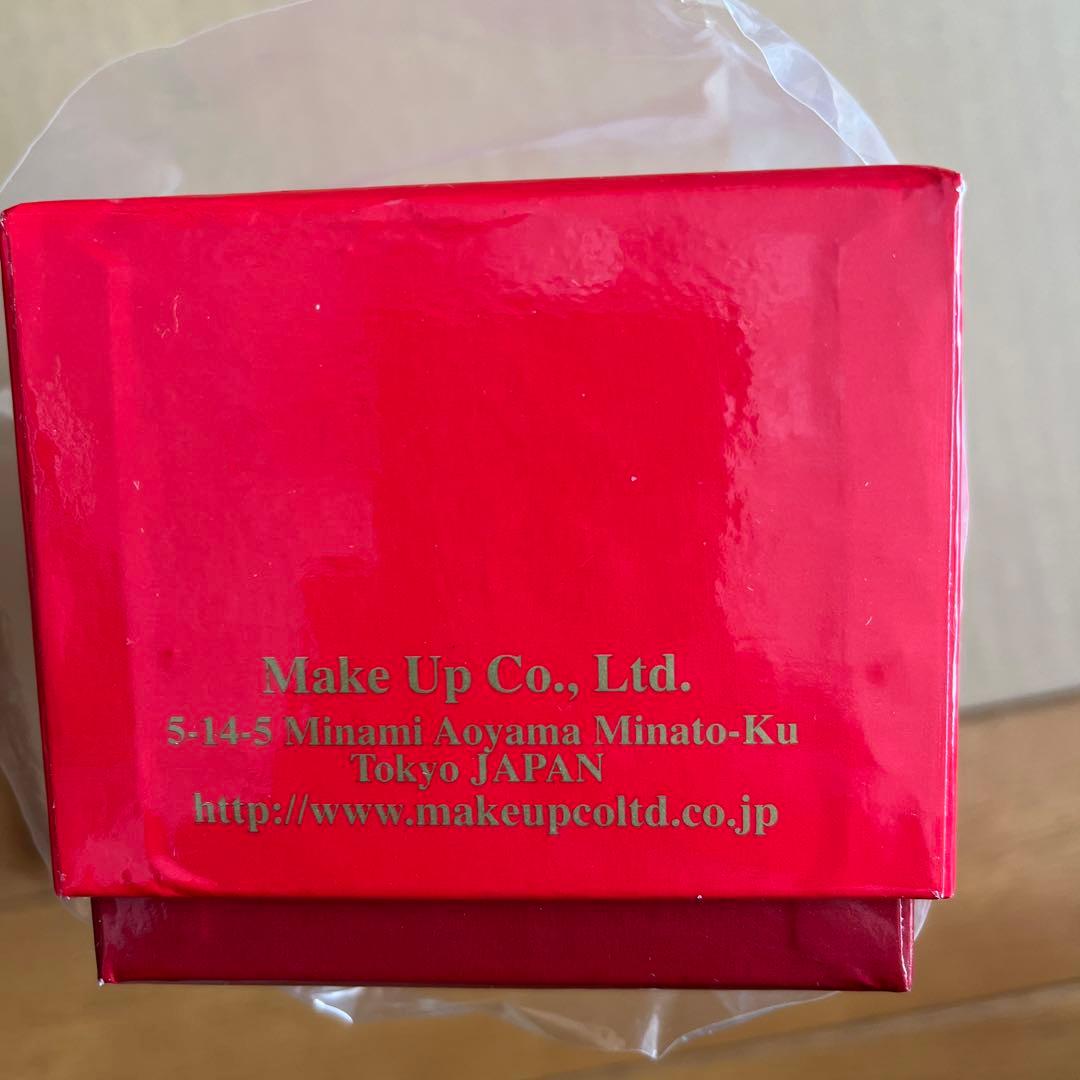 Make Up Co., Ltd.
5-14-5 Minami Aoyama Minato-Ku
Tokyo JAPAN
http://www.makeupcoltd.co.jp